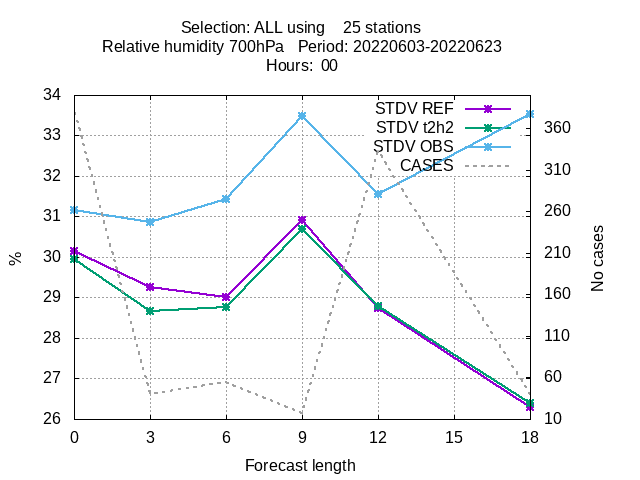 Selection: ALL using    25 stations
Relative humidity 700hPa   Period: 20220603-20220623
Hours:  00
34
33
32
31
30
29
28
27
26
%
STDV REF
STDV t2h2
STDV OBS
CASES
360
310
260
210
160
110
60
10
No cases
0 3 6 9 12 15 18
Forecast length